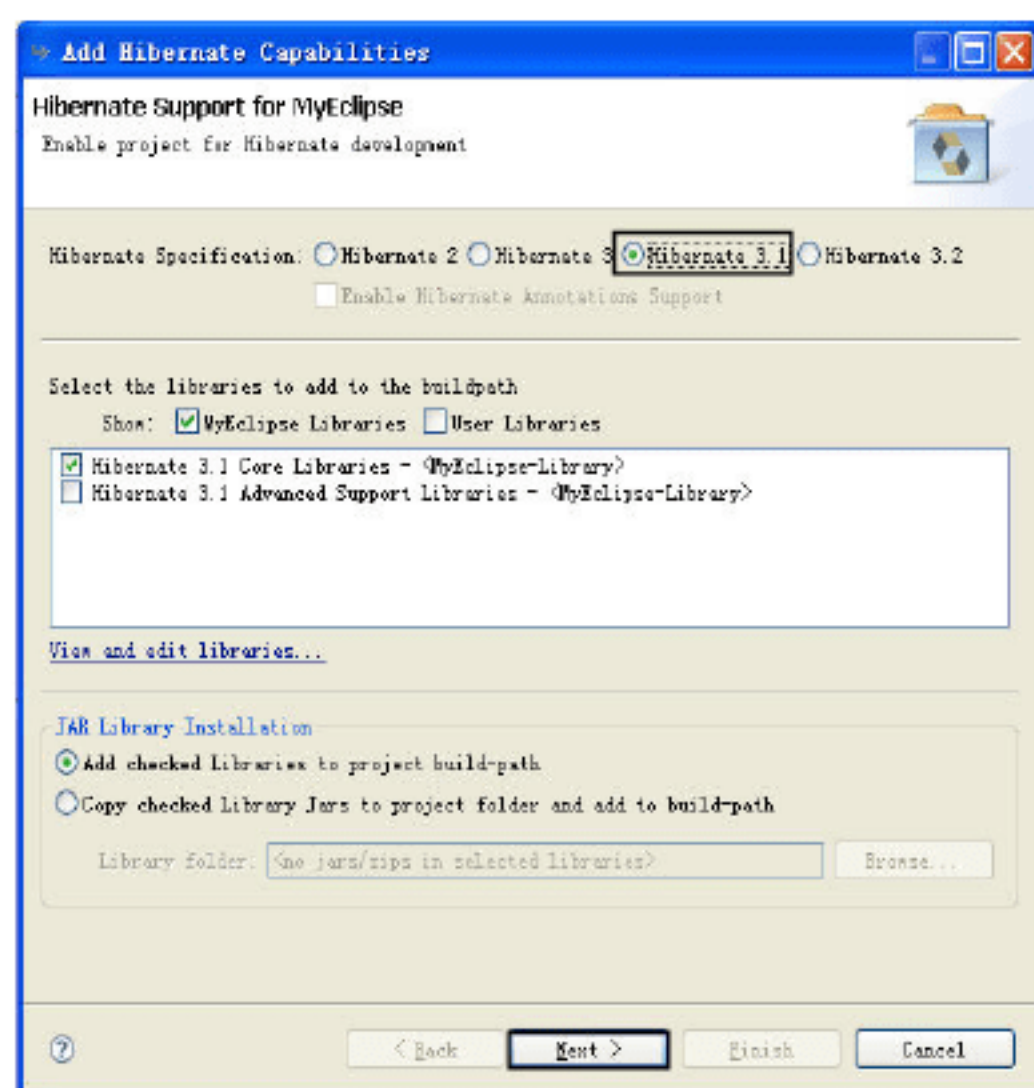 Add Hibernate Capabilities
Hibernate Support for MyEclipse
Enable project for Hibernate development
Hibernate Specification: Hibernate 2 Hibernate 3 Hibernate 3.1 Hibernate 3.2
Enable Hibernate Annotations Support
Select the libraries to add to the buildpath
Show: MyEclipse Libraries User Libraries
Hibernate 3.1 Core Libraries - <MyEclipse-Library>
Hibernate 3.1 Advanced Support Libraries - <MyEclipse-Library>
View and edit libraries...
JAR Library Installation
Add checked Libraries to project build-path
Copy checked Library Jars to project folder and add to build-path
Library folder: <no jars/zips in selected libraries> Browse...
? < Back Next > Finish Cancel